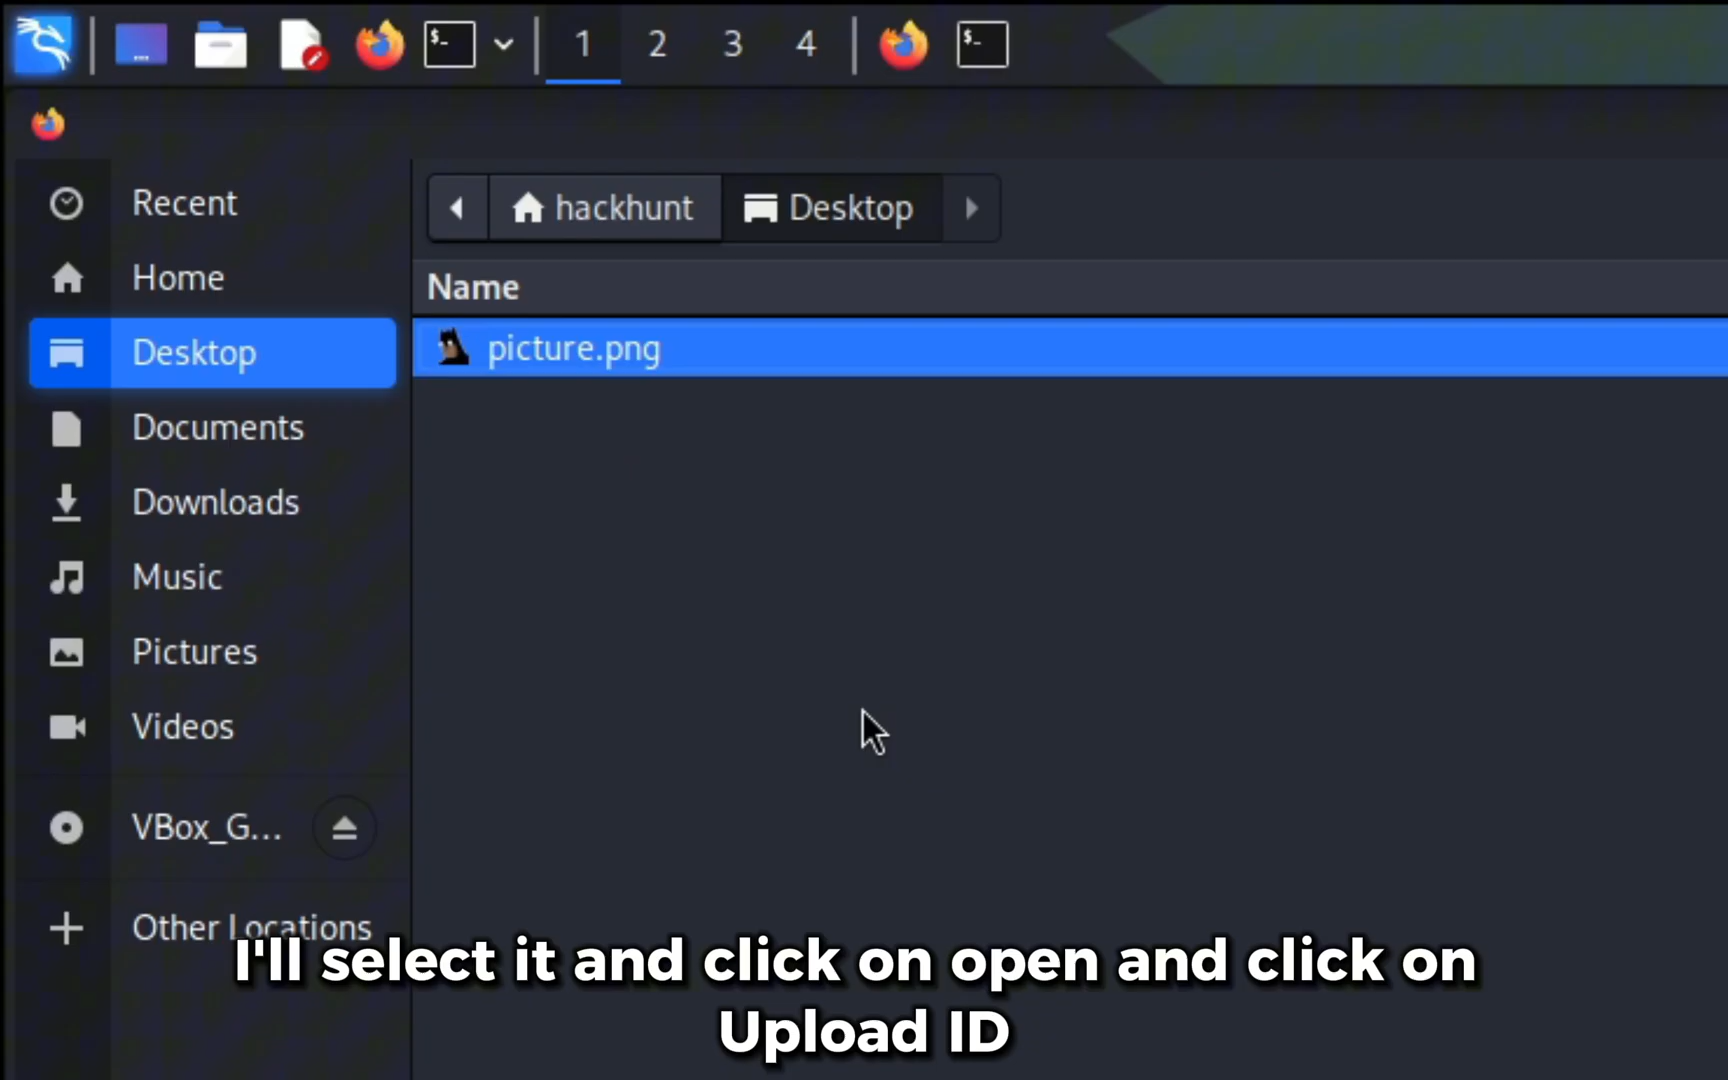 $-
1
2
3
4
$-
Recent
Home
Desktop
Documents
Downloads
Music
Pictures
Videos
VBox_G...
Other Locations
hackhunt
Desktop
Name
picture.png
I'll select it and click on open and click on
Upload ID